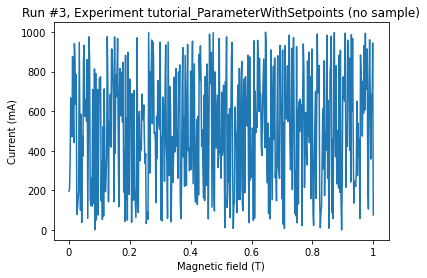 Run #3, Experiment tutorial_ParameterWithSetpoints (no sample)
1000
800
600
400
200
0
Current (mA)
0 0.2 0.4 0.6 0.8 1
Magnetic field (T)